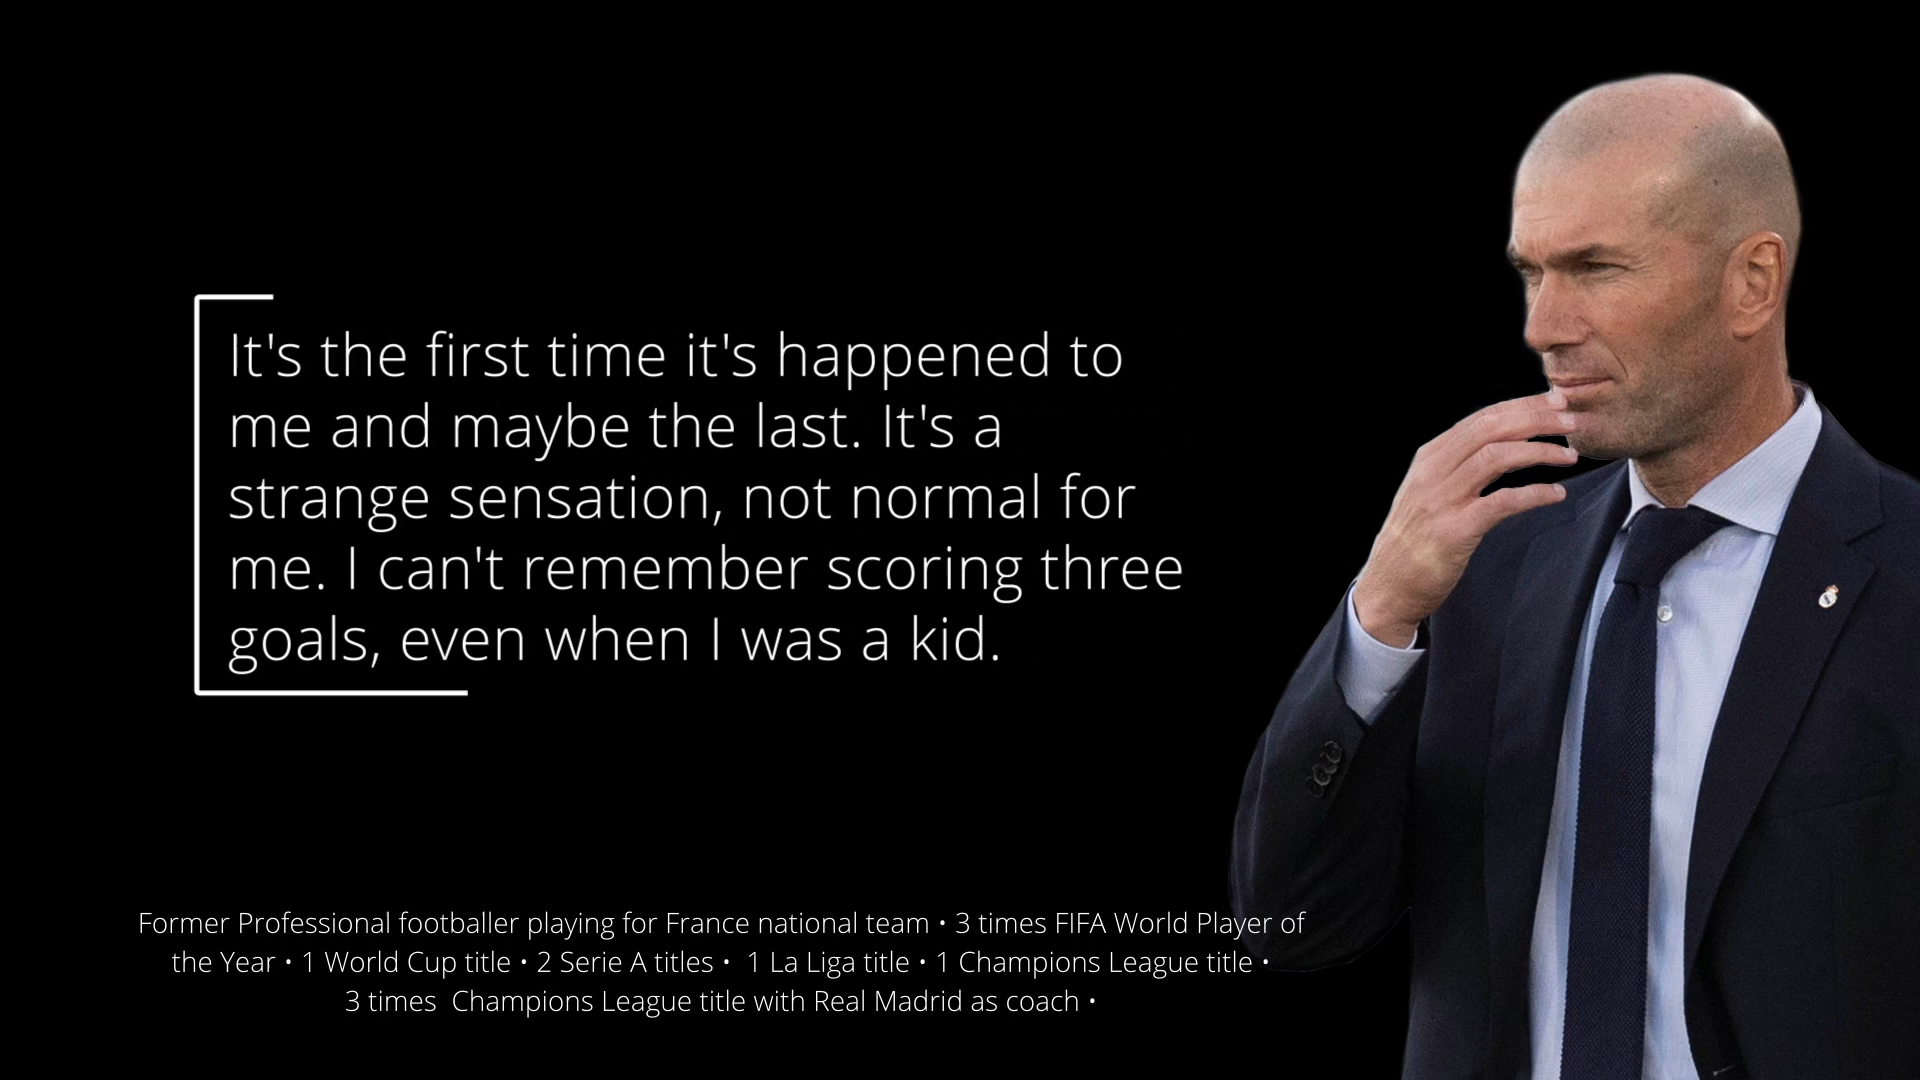 It's the first time it's happened to
me and maybe the last. It's a
strange sensation, not normal for
me. I can't remember scoring three
goals, even when I was a kid.
Former Professional footballer playing for France national team • 3 times FIFA World Player of
the Year • 1 World Cup title • 2 Serie A titles •  1 La Liga title • 1 Champions League title •
3 times  Champions League title with Real Madrid as coach •